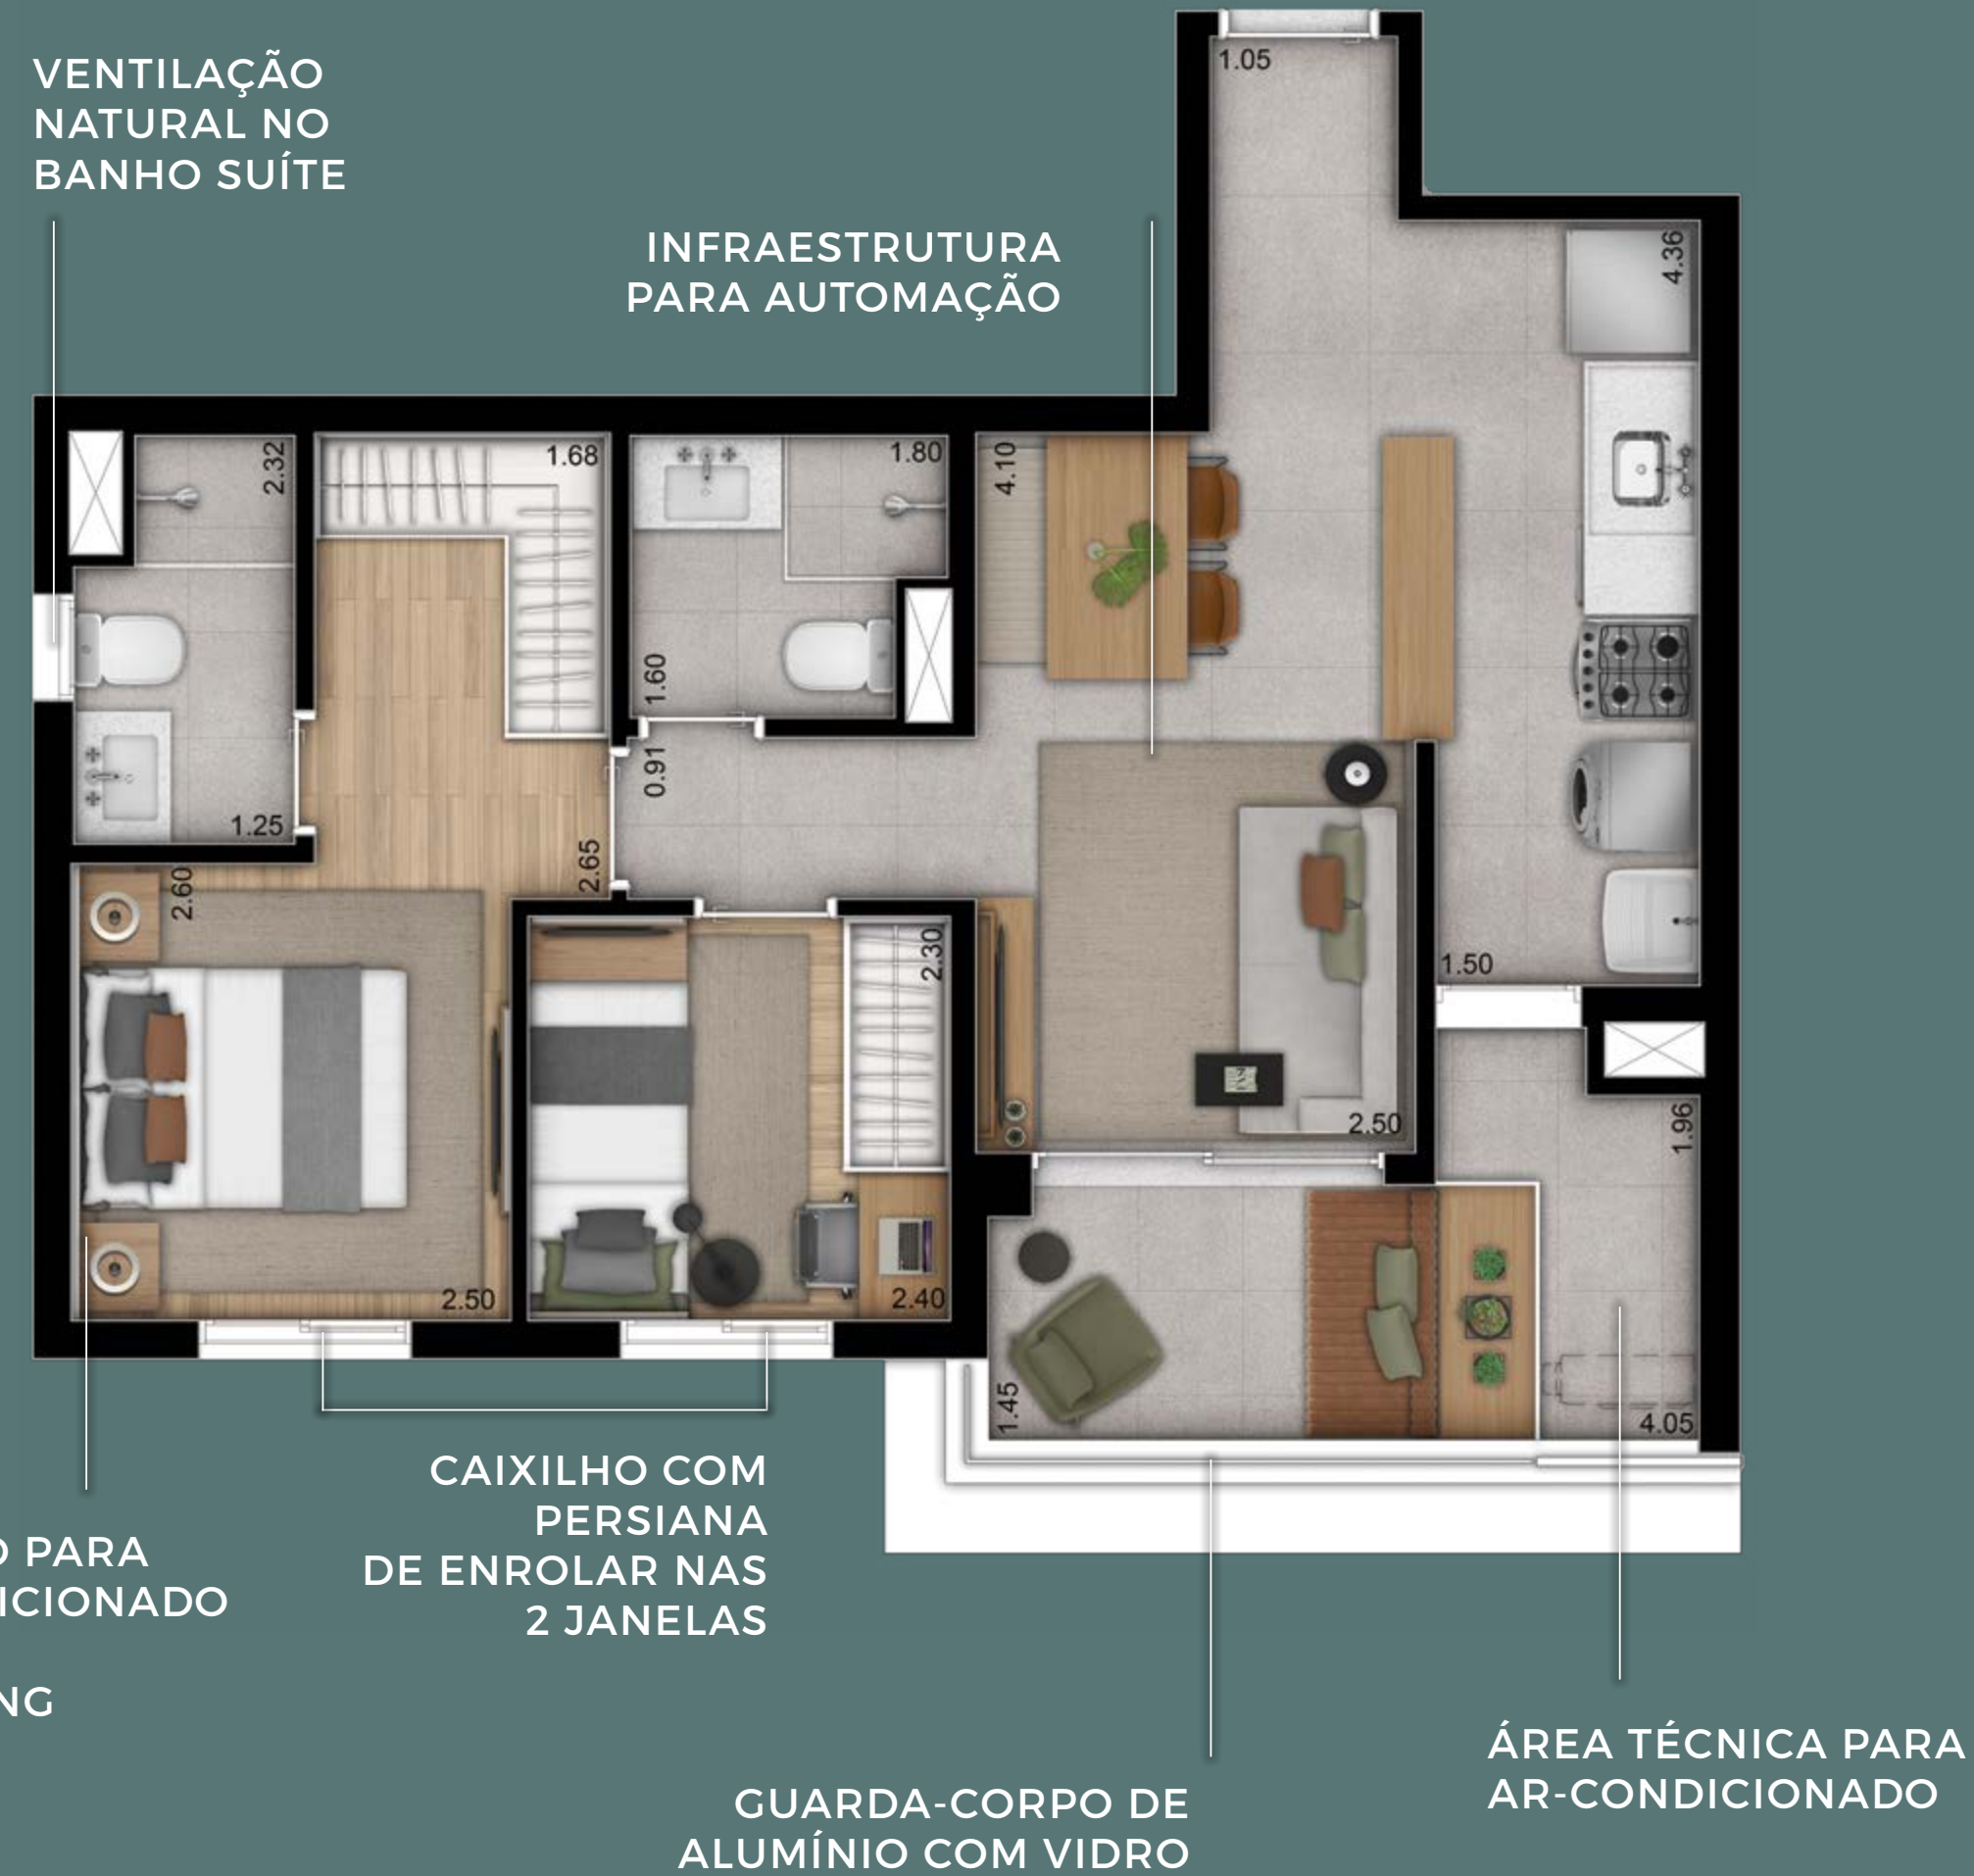 VENTILAÇÃO
NATURAL NO
BANHO SUÍTE
INFRAESTRUTURA
PARA AUTOMAÇÃO
1.05
4.36
2.32
1.68
1.80
4.10
1.60
0.91
1.25
2.65
2.60
2.30
1.50
2.50
1.96
2.50
2.40
1.45
4.05
CAIXILHO COM
PERSIANA
DE ENROLAR NAS
2 JANELAS
PARA
ÁREA TÉCNICA PARA
AR-CONDICIONADO
GUARDA-CORPO DE
ALUMÍNIO COM VIDRO